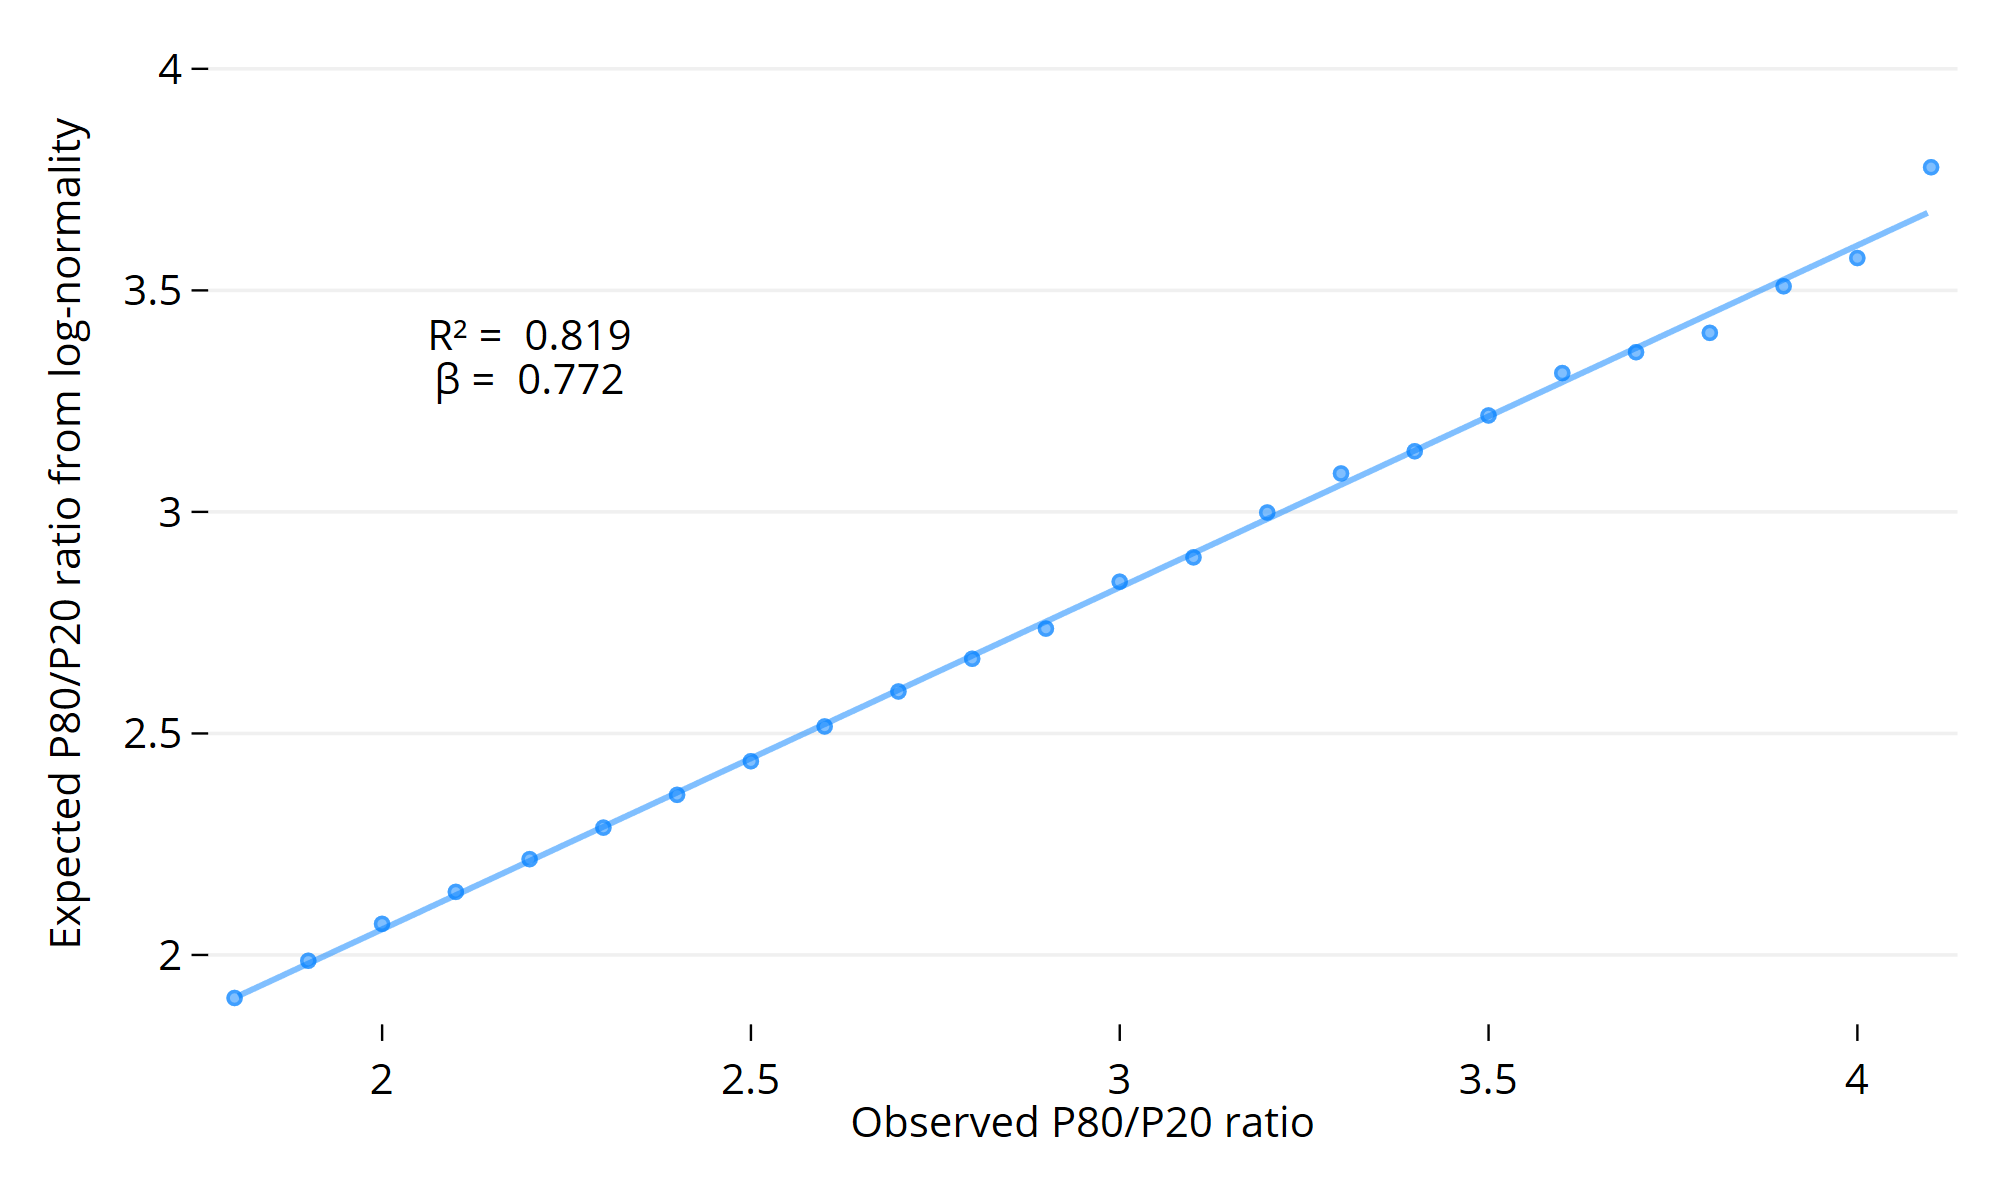 4
3.5
3
2.5
2
Expected P80/P20 ratio from log-normality
R² = 0.819
β = 0.772
2 2.5 3 3.5 4
Observed P80/P20 ratio